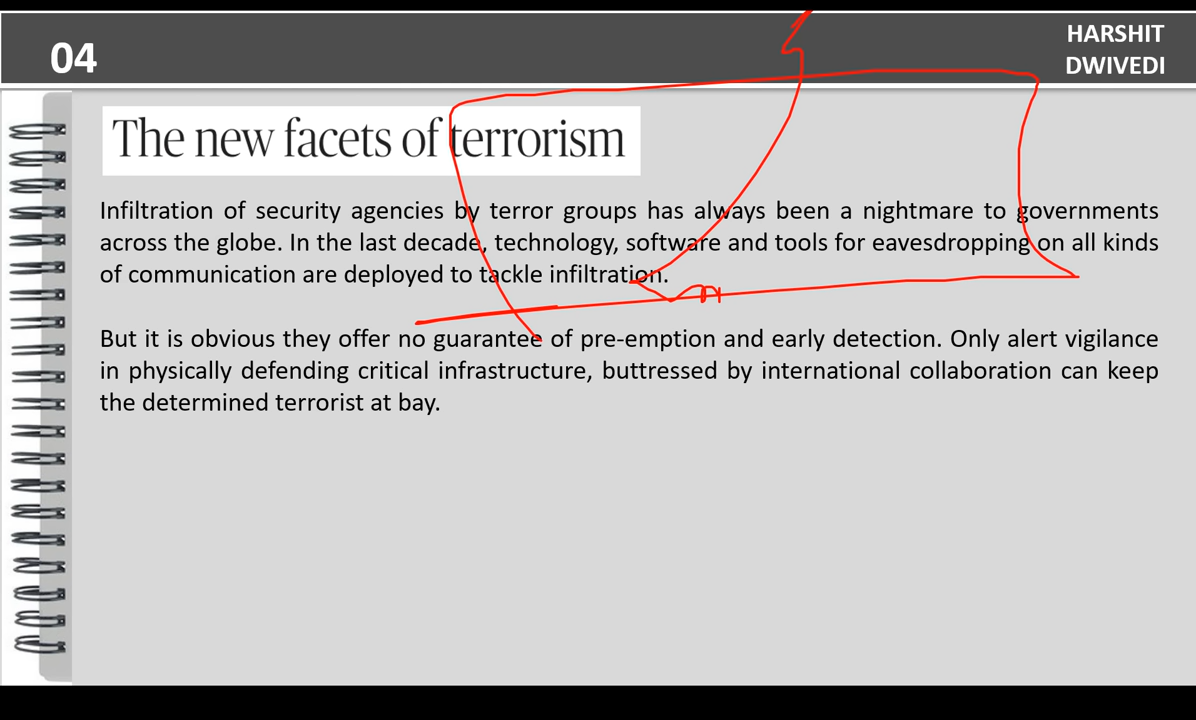 04
HARSHIT
DWIVEDI
The new facets of terrorism
Infiltration of security agencies by terror groups has always been a nightmare to governments
across the globe. In the last decade, technology, software and tools for eavesdropping on all kinds
of communication are deployed to tackle infiltration.
But it is obvious they offer no guarantee of pre-emption and early detection. Only alert vigilance
in physically defending critical infrastructure, buttressed by international collaboration can keep
the determined terrorist at bay.